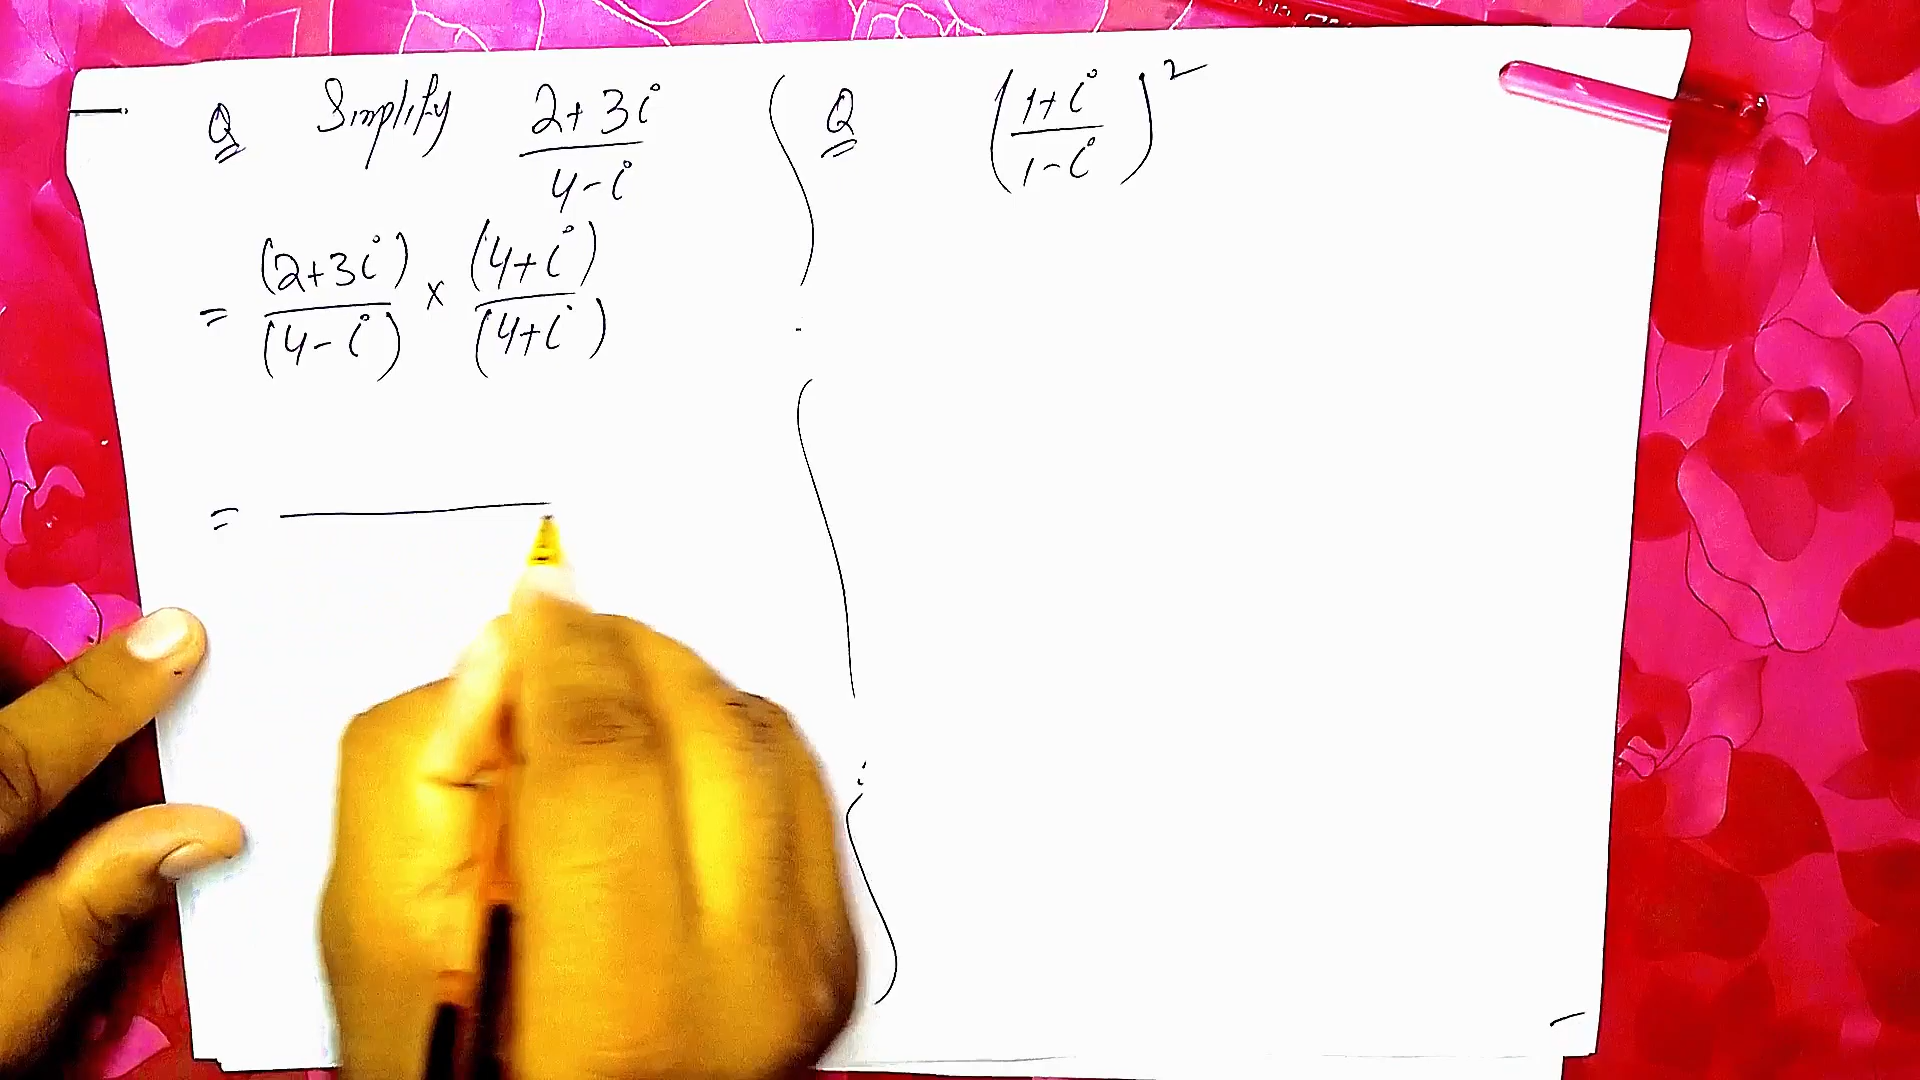 Q Simplify (2+3i)/(4-i)
= (2+3i)/(4-i) × (4+i)/(4+i)
=
Q ((1+i)/(1-i))²